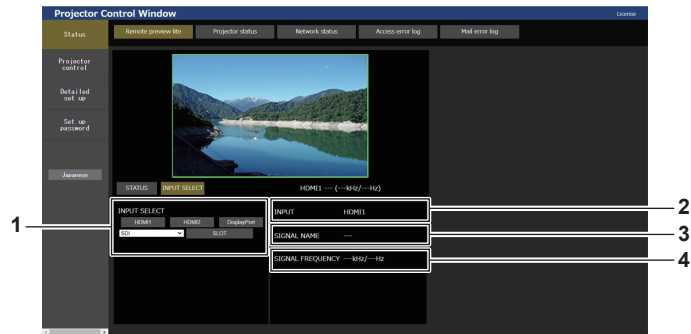 Projector Control Window
License
Status
Remote preview lite
Projector status
Network status
Access error log
Mail error log
Projector
control
Detailed
set up
Set up
password
Japanese
STATUS
INPUT SELECT
HDMI1 --- (---kHz/---Hz)
1
INPUT SELECT
HDMI1
HDMI2
DisplayPort
SDI
SLOT
INPUT HDMI1
2
SIGNAL NAME ---
3
SIGNAL FREQUENCY ---kHz/---Hz
4